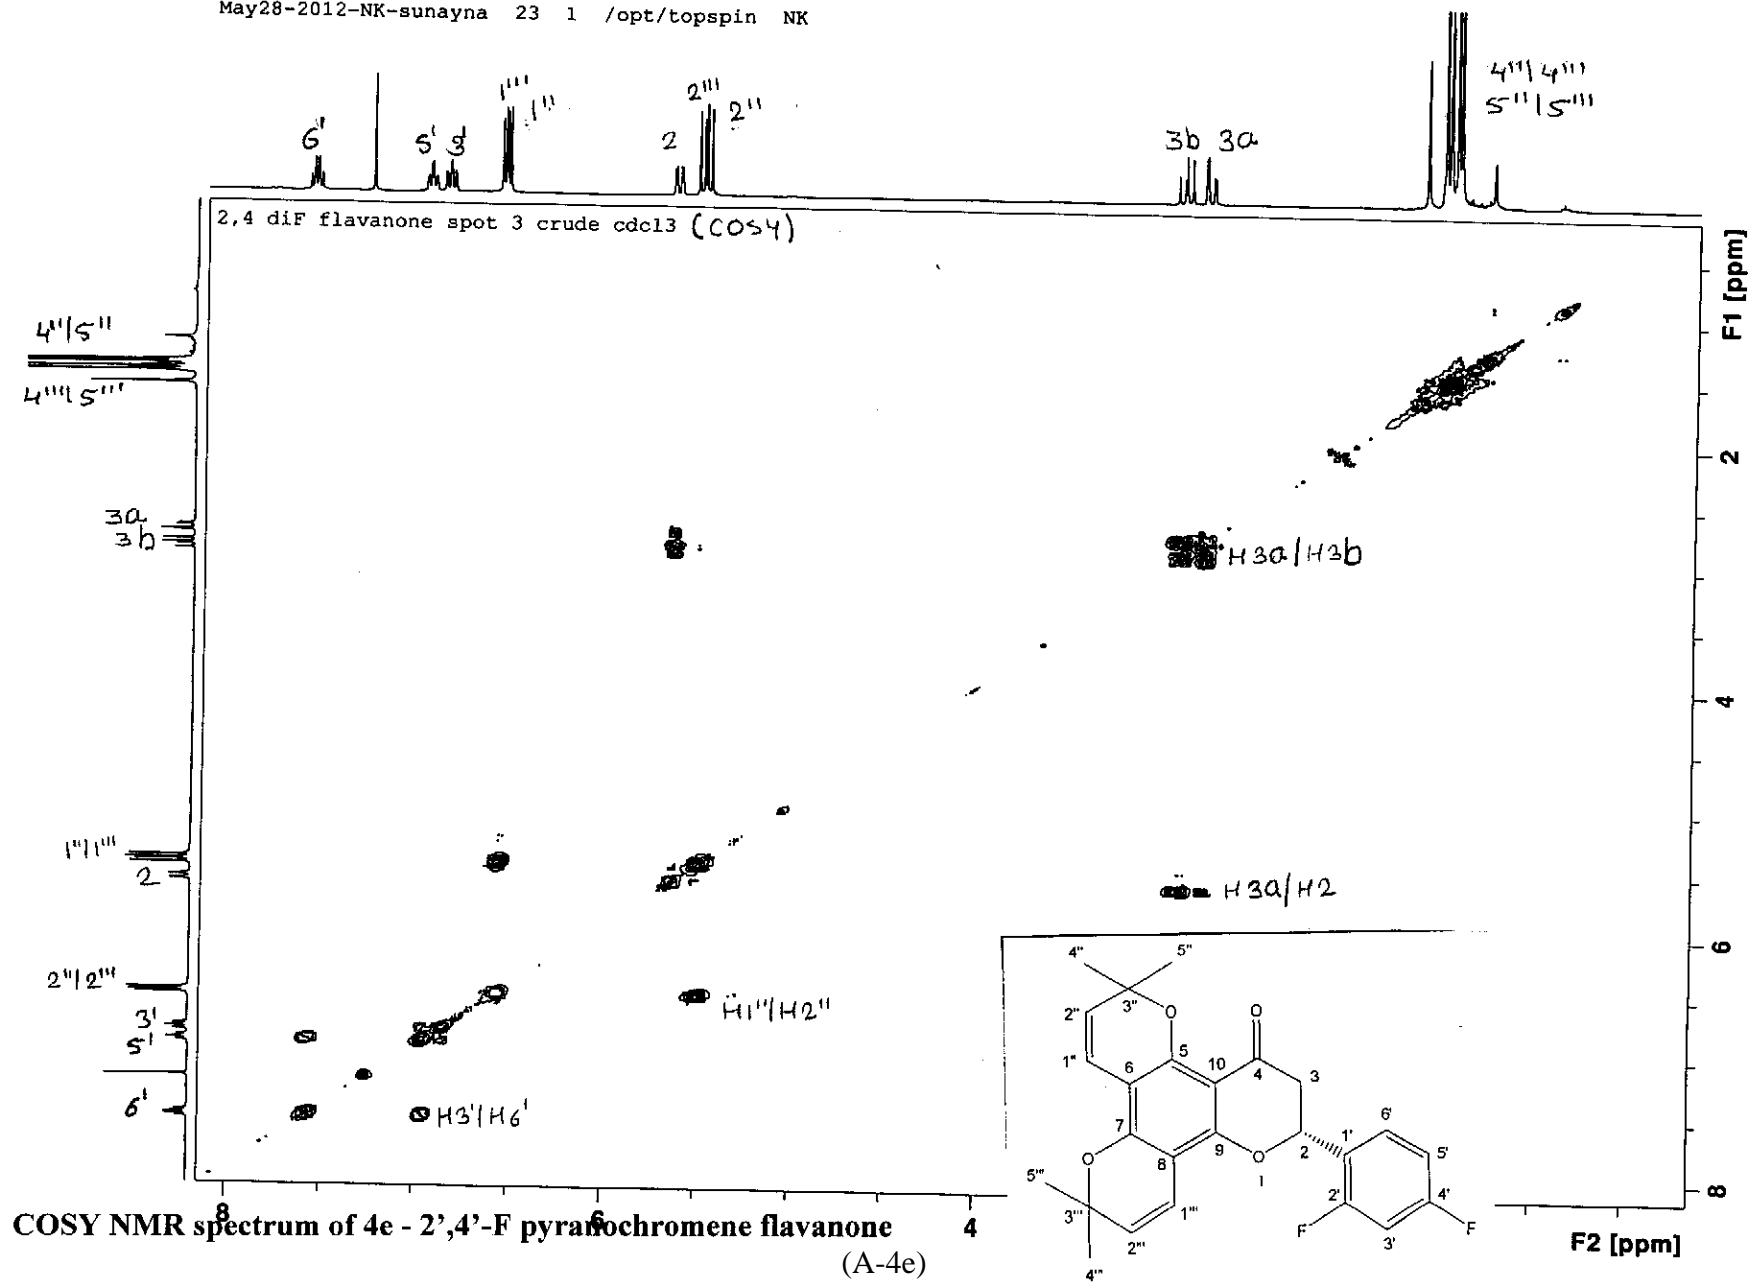 May28-2012-NK-sunayna 23 1 /opt/topspin NK
6' 5' 3' 1''' 1'' 2 2''' 2'' 3b 3a 4'''/4'''
5''/5'''
2,4 diF flavanone spot 3 crude cdcl3 (COSY)
4''/5''
4'''/5'''
3a
3b
H3a/H3b
1''/1'''
2
H3a/H2
2''/2'''
H1''/H2''
3'
5'
6'
H3'/H6'
F1 [ppm]
2
4
6
8
8 6 4
F2 [ppm]
4'' 5''
3''
2'' O O
1'' 6 5 10 4 3
7 8 9 O 1 2 1' 6' 5'
O 5''' 3''' 1''' 2' 4'
2''' F 3' F
4'''
COSY NMR spectrum of 4e - 2’,4’-F pyranochromene flavanone
(A-4e)